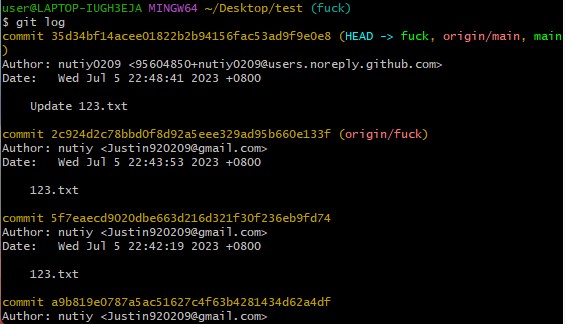 user@LAPTOP-IUGH3EJA MINGW64 ~/Desktop/test (fuck)
$ git log
commit 35d34bf14acee01822b2b94156fac53ad9f9e0e8 (HEAD -> fuck, origin/main, main
)
Author: nutiy0209 <95604850+nutiy0209@users.noreply.github.com>
Date:   Wed Jul 5 22:48:41 2023 +0800
    Update 123.txt
commit 2c924d2c78bbd0f8d92a5eee329ad95b660e133f (origin/fuck)
Author: nutiy <Justin920209@gmail.com>
Date:   Wed Jul 5 22:43:53 2023 +0800
    123.txt
commit 5f7eaecd9020dbe663d216d321f30f236eb9fd74
Author: nutiy <Justin920209@gmail.com>
Date:   Wed Jul 5 22:42:19 2023 +0800
    123.txt
commit a9b819e0787a5ac51627c4f63b4281434d62a4df
Author: nutiy <Justin920209@gmail.com>